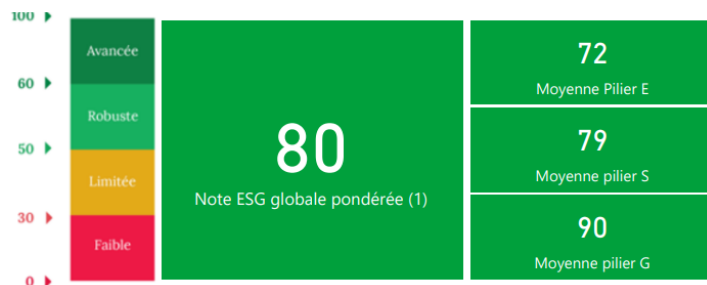 100
Avancée
60
Robuste
50
Limitée
30
Faible
0
80
Note ESG globale pondérée (1)
72
Moyenne Pilier E
79
Moyenne pilier S
90
Moyenne pilier G